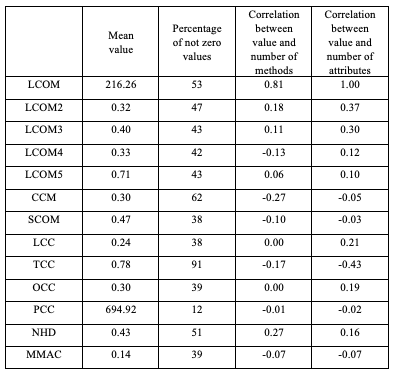 Mean value
Percentage of not zero values
Correlation between value and number of methods
Correlation between value and number of attributes
LCOM 216.26 53 0.81 1.00
LCOM2 0.32 47 0.18 0.37
LCOM3 0.40 43 0.11 0.30
LCOM4 0.33 42 -0.13 0.12
LCOM5 0.71 43 0.06 0.10
CCM 0.30 62 -0.27 -0.05
SCOM 0.47 38 -0.10 -0.03
LCC 0.24 38 0.00 0.21
TCC 0.78 91 -0.17 -0.43
OCC 0.30 39 0.00 0.19
PCC 694.92 12 -0.01 -0.02
NHD 0.43 51 0.27 0.16
MMAC 0.14 39 -0.07 -0.07